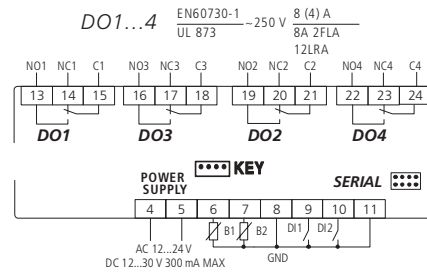 DO1...4 EN60730-1 ~250 V 8 (4) A
UL 873 8A 2FLA
12LRA
NO1 NC1 C1 NO3 NC3 C3 NO2 NC2 C2 NO4 NC4 C4
13 14 15 16 17 18 19 20 21 22 23 24
DO1 DO3 DO2 DO4
KEY
POWER SUPPLY
SERIAL
4 5 6 7 8 9 10 11
B1 B2 DI1 DI2
AC 12...24 V
GND
DC 12...30 V 300 mA MAX